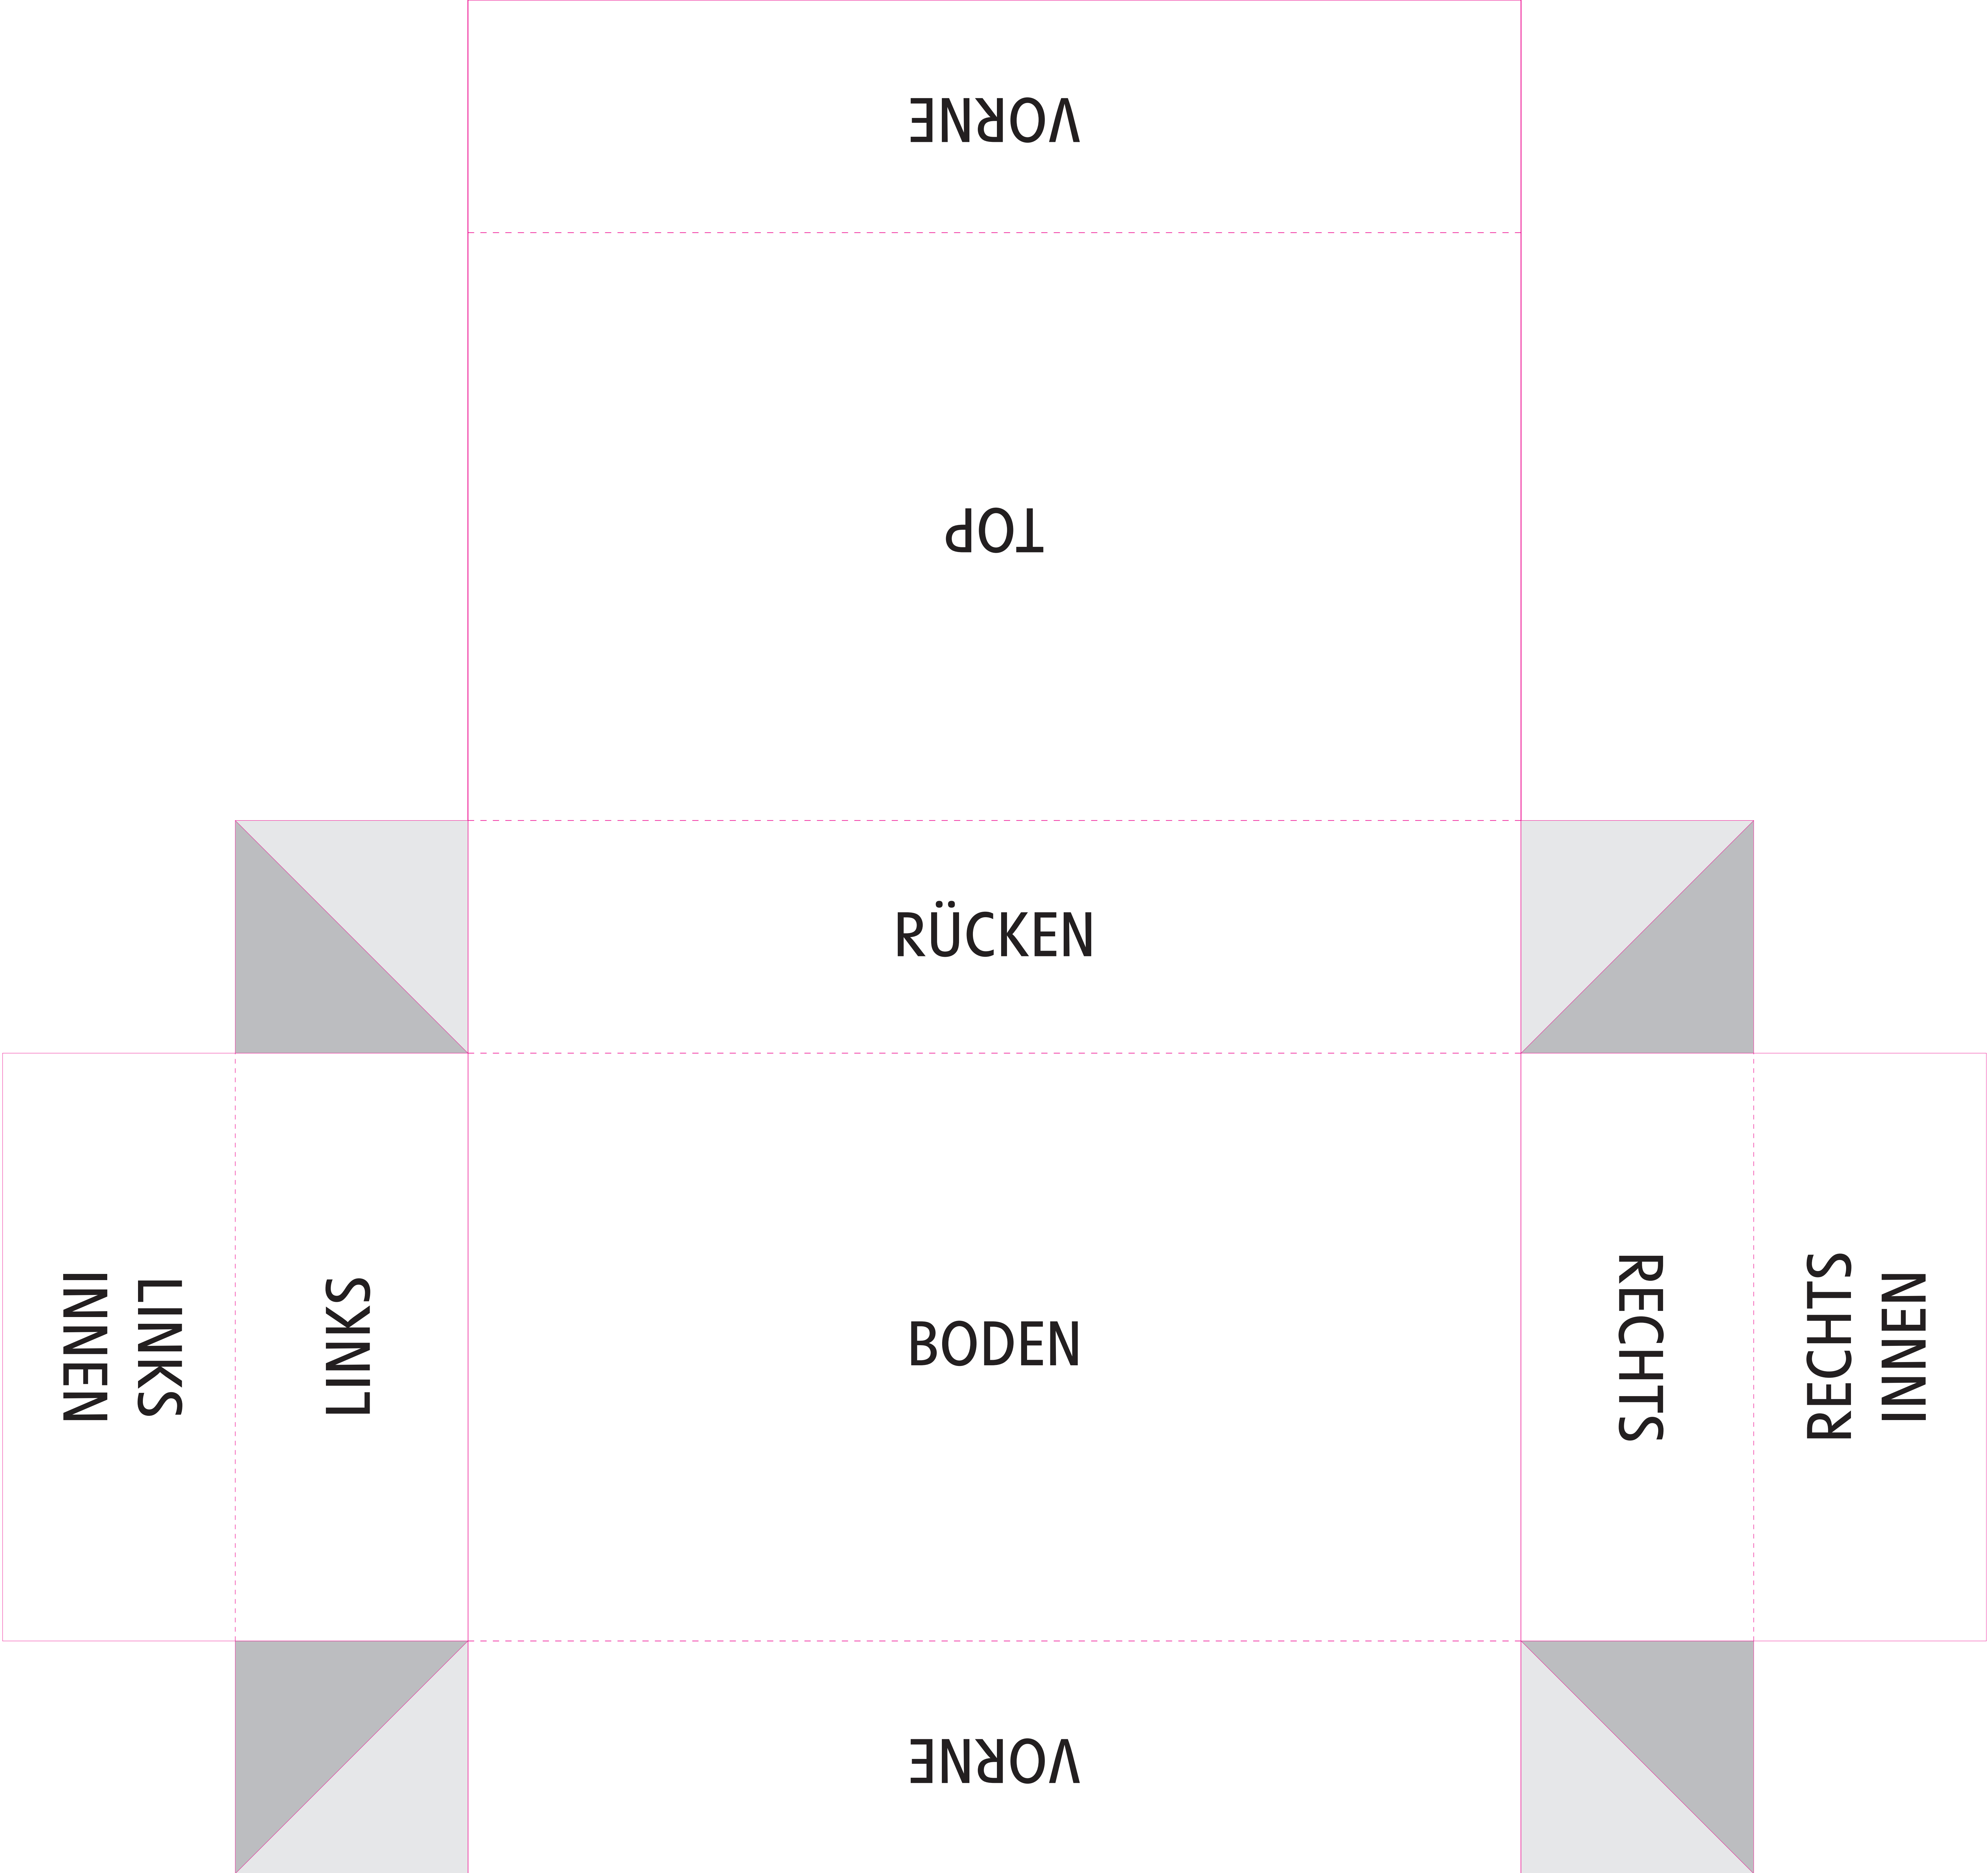 VORNE
TOP
RÜCKEN
LINKS
INNEN
LINKS
BODEN
RECHTS
RECHTS
INNEN
VORNE